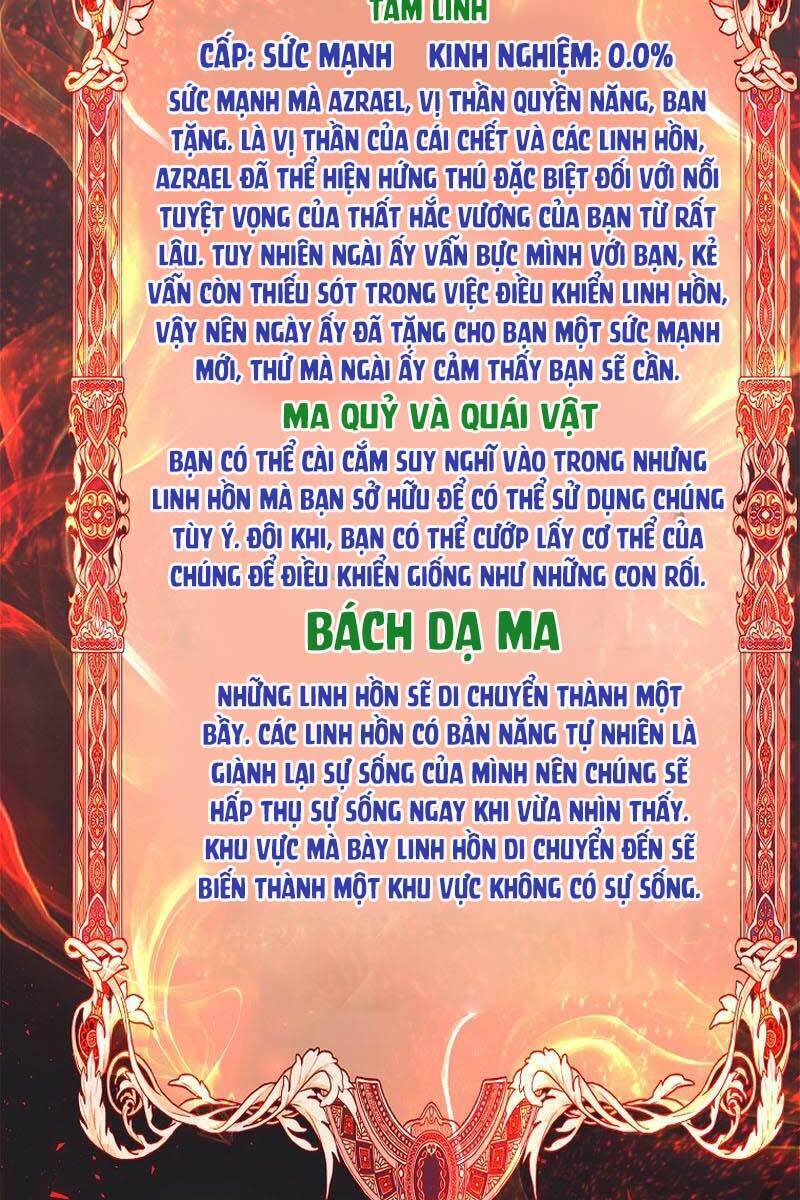 TÂM LINH
CẤP: SỨC MẠNH KINH NGHIỆM: 0.0%
SỨC MẠNH MÀ AZRAEL, VỊ THẦN QUYỀN NĂNG, BAN
TẶNG. LÀ VỊ THẦN CỦA CÁI CHẾT VÀ CÁC LINH HỒN,
AZRAEL ĐÃ THỂ HIỆN HỨNG THÚ ĐẶC BIỆT ĐỐI VỚI NỖI
TUYỆT VỌNG CỦA THẤT HẮC VƯƠNG CỦA BẠN TỪ RẤT
LÂU. TUY NHIÊN NGÀI ẤY VẪN BỰC MÌNH VỚI BẠN, KẺ
VẪN CÒN THIẾU SÓT TRONG VIỆC ĐIỀU KHIỂN LINH HỒN,
VẬY NÊN NGÀY ẤY ĐÃ TẶNG CHO BẠN MỘT SỨC MẠNH
MỚI, THỨ MÀ NGÀI ẤY CẢM THẤY BẠN SẼ CẦN.
MA QUỶ VÀ QUÁI VẬT
BẠN CÓ THỂ CÀI CẮM SUY NGHĨ VÀO TRONG NHƯNG
LINH HỒN MÀ BẠN SỞ HỮU ĐỂ CÓ THỂ SỬ DỤNG CHÚNG
TÙY Ý. ĐÔI KHI, BẠN CÓ THỂ CƯỚP LẤY CƠ THỂ CỦA
CHÚNG ĐỂ ĐIỀU KHIỂN GIỐNG NHƯ NHỮNG CON RỐI.
BÁCH DẠ MA
NHỮNG LINH HỒN SẼ DI CHUYỂN THÀNH MỘT
BẦY. CÁC LINH HỒN CÓ BẢN NĂNG TỰ NHIÊN LÀ
GIÀNH LẠI SỰ SỐNG CỦA MÌNH NÊN CHÚNG SẼ
HẤP THỤ SỰ SỐNG NGAY KHI VỪA NHÌN THẤY.
KHU VỰC MÀ BÀY LINH HỒN DI CHUYỂN ĐẾN SẼ
BIẾN THÀNH MỘT KHU VỰC KHÔNG CÓ SỰ SỐNG.